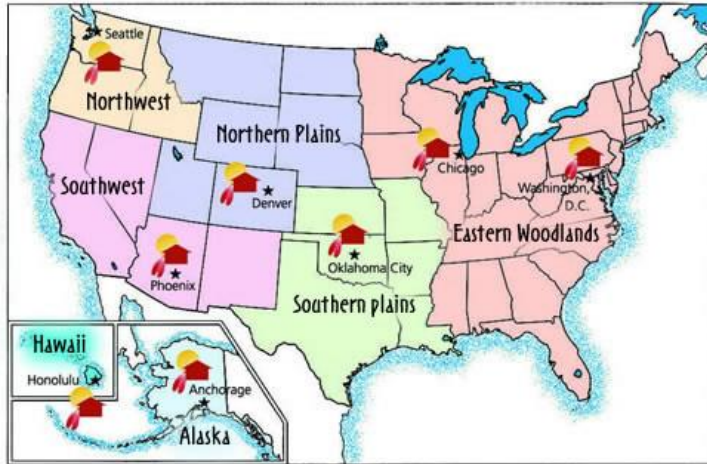 Seattle
Northwest
Northern Plains
Southwest
Denver
Chicago
Washington,
D.C.
Eastern Woodlands
Phoenix
Oklahoma City
Southern plains
Hawaii
Honolulu
Anchorage
Alaska